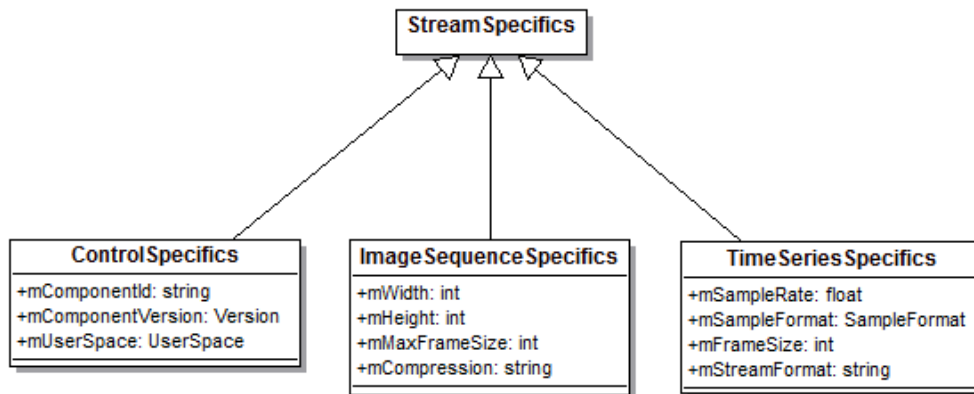 StreamSpecifics
ControlSpecifics
+mComponentId: string
+mComponentVersion: Version
+mUserSpace: UserSpace
ImageSequenceSpecifics
+mWidth: int
+mHeight: int
+mMaxFrameSize: int
+mCompression: string
TimeSeriesSpecifics
+mSampleRate: float
+mSampleFormat: SampleFormat
+mFrameSize: int
+mStreamFormat: string